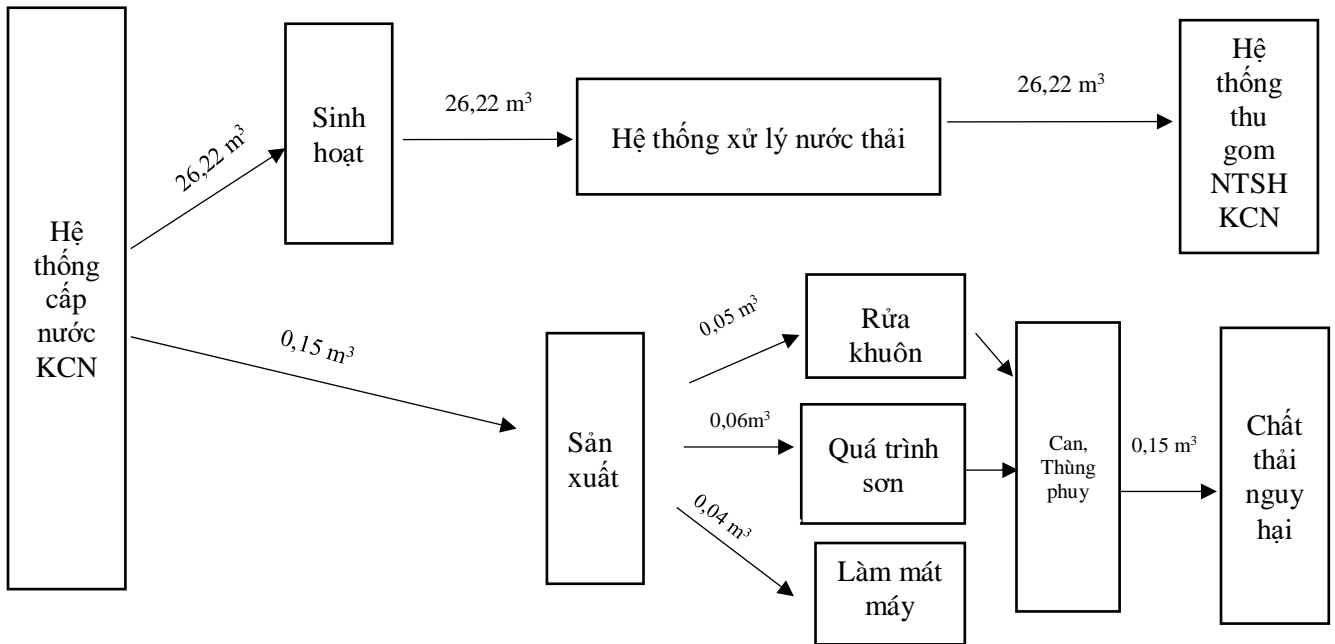 Hệ
thống
cấp
nước
KCN
26,22 m³
Sinh
hoạt
26,22 m³
Hệ thống xử lý nước thải
26,22 m³
Hệ
thống
thu
gom
NTSH
KCN
0,15 m³
Sản
xuất
0,05 m³
Rửa
khuôn
0,06m³
Quá trình
sơn
0,04 m³
Làm mát
máy
Can,
Thùng
phuy
0,15 m³
Chất
thải
nguy
hại